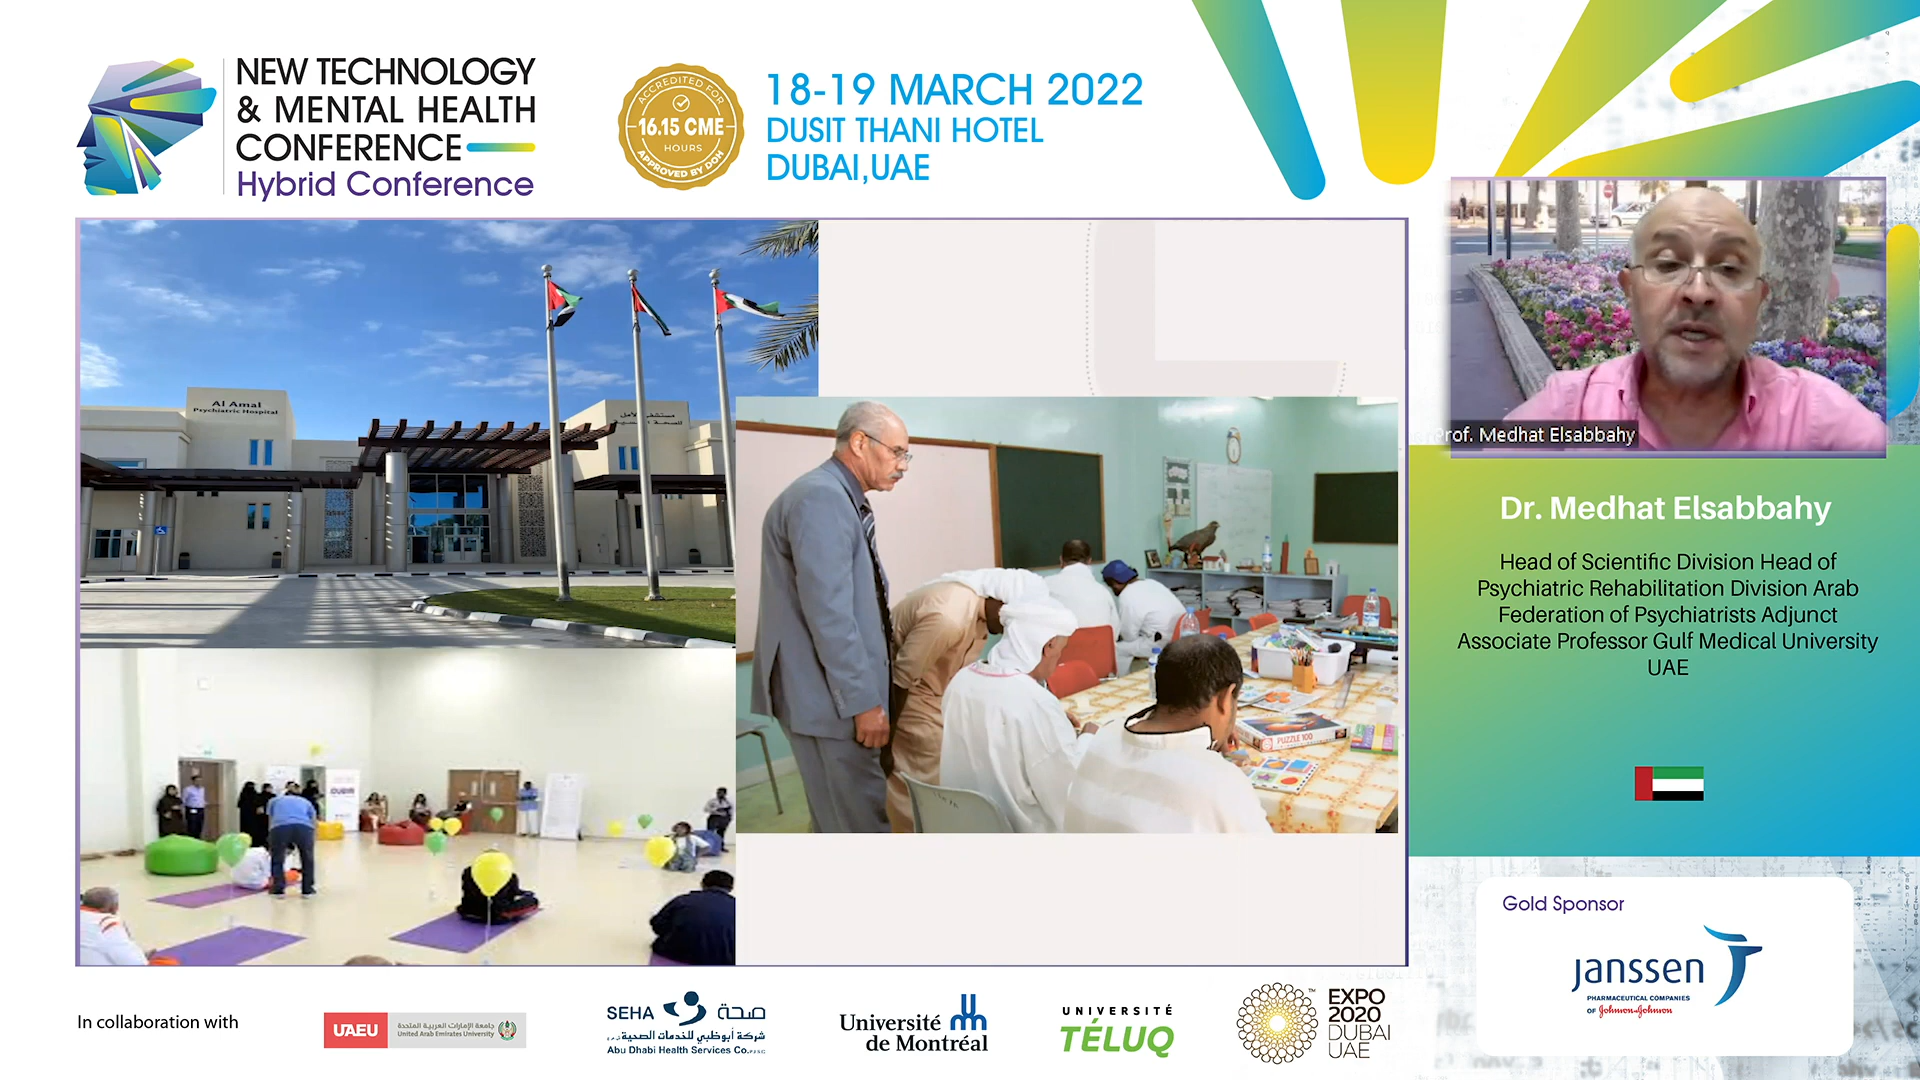 NEW TECHNOLOGY
& MENTAL HEALTH
CONFERENCE
Hybrid Conference
ACCREDITED FOR
16.15 CME
HOURS
APPROVED BY DOH
18-19 MARCH 2022
DUSIT THANI HOTEL
DUBAI,UAE
Al Amal
Psychiatric Hospital
DUBAI
PUZZLE 100
Prof. Medhat Elsabbahy
Dr. Medhat Elsabbahy
Head of Scientific Division Head of
Psychiatric Rehabilitation Division Arab
Federation of Psychiatrists Adjunct
Associate Professor Gulf Medical University
UAE
Gold Sponsor
janssen
PHARMACEUTICAL COMPANIES
OF Johnson & Johnson
In collaboration with
UAEU
جامعة الإمارات العربية المتحدة
United Arab Emirates University
SEHA صحة
شركة أبوظبي للخدمات الصحية ش.م.ع
Abu Dhabi Health Services Co. PJSC
Université
de Montréal
UNIVERSITÉ
TÉLUQ
EXPO
2020
DUBAI
UAE